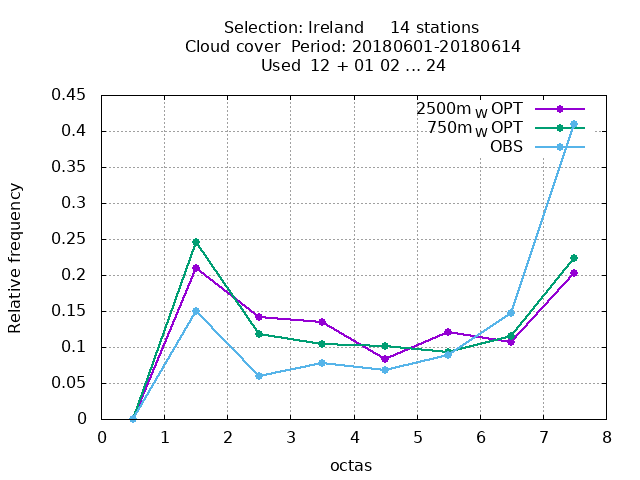 Selection: Ireland 14 stations
Cloud cover Period: 20180601-20180614
Used 12 + 01 02 ... 24
2500m W OPT
750m W OPT
OBS
Relative frequency
0.45
0.4
0.35
0.3
0.25
0.2
0.15
0.1
0.05
0
0 1 2 3 4 5 6 7 8
octas